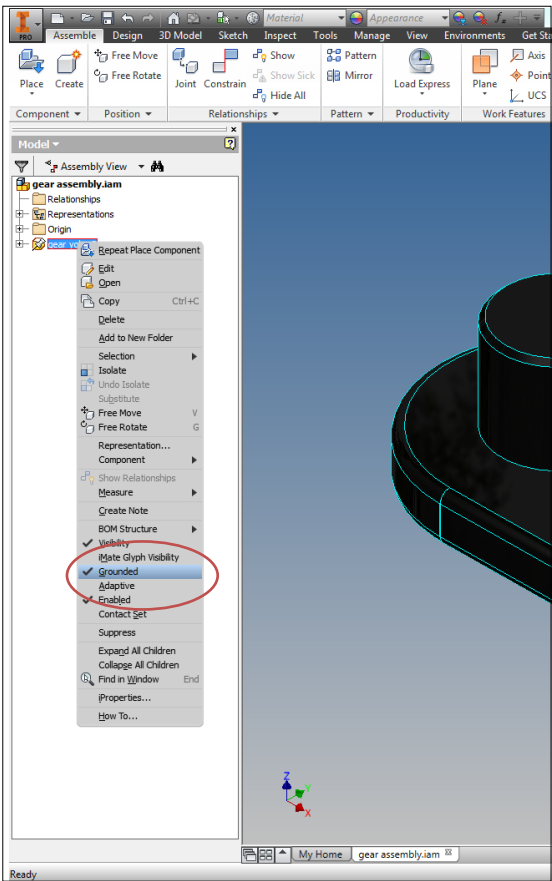 Material
Appearance
fx
PRO
Assemble Design 3D Model Sketch Inspect Tools Manage View Environments Get Sta
Place
Create
Free Move
Free Rotate
Joint
Constrain
Show
Show Sick
Hide All
Pattern
Mirror
Load Express
Plane
Axis
Point
UCS
Component Position Relationships Pattern Productivity Work Features
Model
Assembly View
gear assembly.iam
Relationships
Representations
Origin
Repeat Place Component
Edit
Open
Copy Ctrl+C
Delete
Add to New Folder
Selection
Isolate
Undo Isolate
Substitute
Free Move V
Free Rotate G
Representation...
Component
Show Relationships
Measure
Create Note
BOM Structure
Visibility
iMate Glyph Visibility
Grounded
Adaptive
Enabled
Contact Set
Suppress
Expand All Children
Collapse All Children
Find in Window End
iProperties...
How To...
Z
Y
X
My Home gear assembly.iam
Ready